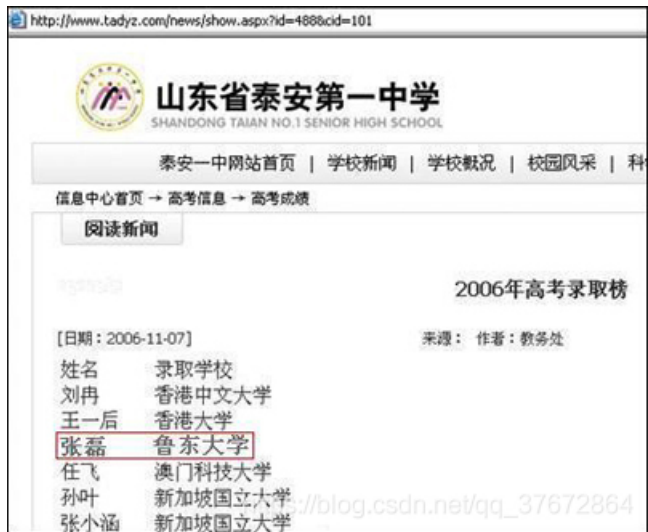 http://www.tadyz.com/news/show.aspx?id=488&cid=101
山东省泰安第一中学
SHANDONG TAIAN NO.1 SENIOR HIGH SCHOOL
泰安一中网站首页 | 学校新闻 | 学校概况 | 校园风采 | 科
信息中心首页 → 高考信息 → 高考成绩
阅读新闻
2006年高考录取榜
[日期：2006-11-07] 来源： 作者：教务处
姓名 录取学校
刘冉 香港中文大学
王一后 香港大学
张磊 鲁东大学
任飞 澳门科技大学
孙叶 新加坡国立大学
张小涵 新加坡国立大学
https://blog.csdn.net/qq_37672864